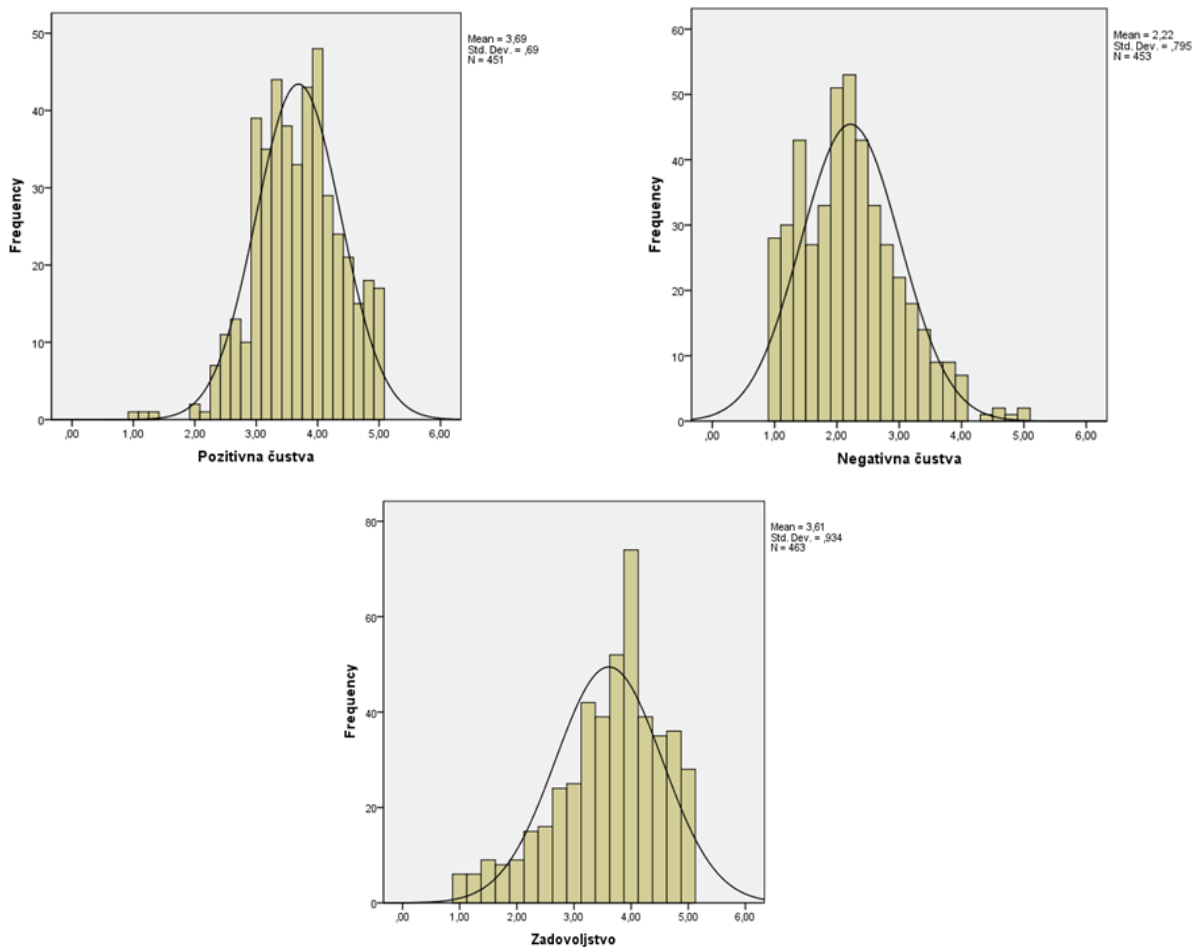 Mean = 3,69
Std. Dev. = ,69
N = 451
50
40
30
20
10
0
Frequency
,00 1,00 2,00 3,00 4,00 5,00 6,00
Pozitivna čustva
Mean = 2,22
Std. Dev. = ,795
N = 453
60
50
40
30
20
10
0
Frequency
,00 1,00 2,00 3,00 4,00 5,00 6,00
Negativna čustva
Mean = 3,61
Std. Dev. = ,934
N = 463
80
60
40
20
0
Frequency
,00 1,00 2,00 3,00 4,00 5,00 6,00
Zadovoljstvo